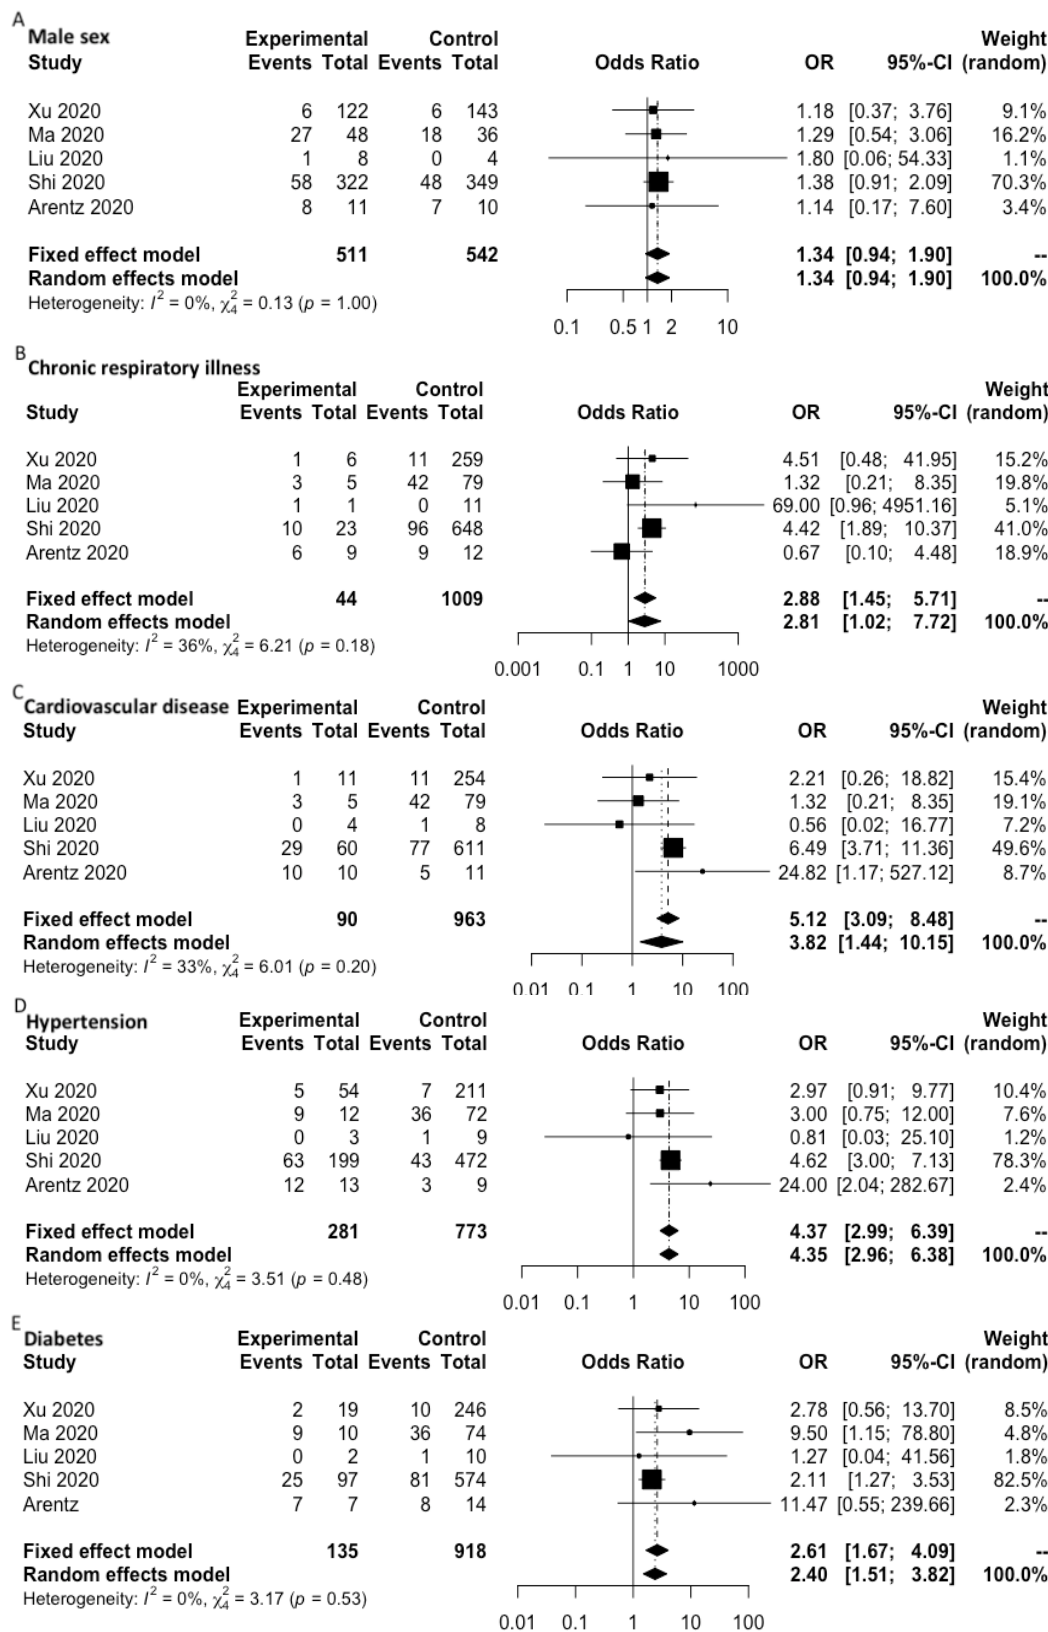 A
Male sex Experimental Control Weight
Study Events Total Events Total Odds Ratio OR 95%-CI (random)
Xu 2020 6 122 6 143 1.18 [0.37; 3.76] 9.1%
Ma 2020 27 48 18 36 1.29 [0.54; 3.06] 16.2%
Liu 2020 1 8 0 4 1.80 [0.06; 54.33] 1.1%
Shi 2020 58 322 48 349 1.38 [0.91; 2.09] 70.3%
Arentz 2020 8 11 7 10 1.14 [0.17; 7.60] 3.4%
Fixed effect model 511 542 1.34 [0.94; 1.90] --
Random effects model 1.34 [0.94; 1.90] 100.0%
Heterogeneity: I² = 0%, χ²₄ = 0.13 (p = 1.00)
0.1 0.5 1 2 10
B
Chronic respiratory illness
Experimental Control Weight
Study Events Total Events Total Odds Ratio OR 95%-CI (random)
Xu 2020 1 6 11 259 4.51 [0.48; 41.95] 15.2%
Ma 2020 3 5 42 79 1.32 [0.21; 8.35] 19.8%
Liu 2020 1 1 0 11 69.00 [0.96; 4951.16] 5.1%
Shi 2020 10 23 96 648 4.42 [1.89; 10.37] 41.0%
Arentz 2020 6 9 9 12 0.67 [0.10; 4.48] 18.9%
Fixed effect model 44 1009 2.88 [1.45; 5.71] --
Random effects model 2.81 [1.02; 7.72] 100.0%
Heterogeneity: I² = 36%, χ²₄ = 6.21 (p = 0.18)
0.001 0.1 1 10 1000
C
Cardiovascular disease Experimental Control Weight
Study Events Total Events Total Odds Ratio OR 95%-CI (random)
Xu 2020 1 11 11 254 2.21 [0.26; 18.82] 15.4%
Ma 2020 3 5 42 79 1.32 [0.21; 8.35] 19.1%
Liu 2020 0 4 1 8 0.56 [0.02; 16.77] 7.2%
Shi 2020 29 60 77 611 6.49 [3.71; 11.36] 49.6%
Arentz 2020 10 10 5 11 24.82 [1.17; 527.12] 8.7%
Fixed effect model 90 963 5.12 [3.09; 8.48] --
Random effects model 3.82 [1.44; 10.15] 100.0%
Heterogeneity: I² = 33%, χ²₄ = 6.01 (p = 0.20)
0.01 0.1 1 10 100
D
Hypertension Experimental Control Weight
Study Events Total Events Total Odds Ratio OR 95%-CI (random)
Xu 2020 5 54 7 211 2.97 [0.91; 9.77] 10.4%
Ma 2020 9 12 36 72 3.00 [0.75; 12.00] 7.6%
Liu 2020 0 3 1 9 0.81 [0.03; 25.10] 1.2%
Shi 2020 63 199 43 472 4.62 [3.00; 7.13] 78.3%
Arentz 2020 12 13 3 9 24.00 [2.04; 282.67] 2.4%
Fixed effect model 281 773 4.37 [2.99; 6.39] --
Random effects model 4.35 [2.96; 6.38] 100.0%
Heterogeneity: I² = 0%, χ²₄ = 3.51 (p = 0.48)
0.01 0.1 1 10 100
E
Diabetes Experimental Control Weight
Study Events Total Events Total Odds Ratio OR 95%-CI (random)
Xu 2020 2 19 10 246 2.78 [0.56; 13.70] 8.5%
Ma 2020 9 10 36 74 9.50 [1.15; 78.80] 4.8%
Liu 2020 0 2 1 10 1.27 [0.04; 41.56] 1.8%
Shi 2020 25 97 81 574 2.11 [1.27; 3.53] 82.5%
Arentz 7 7 8 14 11.47 [0.55; 239.66] 2.3%
Fixed effect model 135 918 2.61 [1.67; 4.09] --
Random effects model 2.40 [1.51; 3.82] 100.0%
Heterogeneity: I² = 0%, χ²₄ = 3.17 (p = 0.53)
0.01 0.1 1 10 100